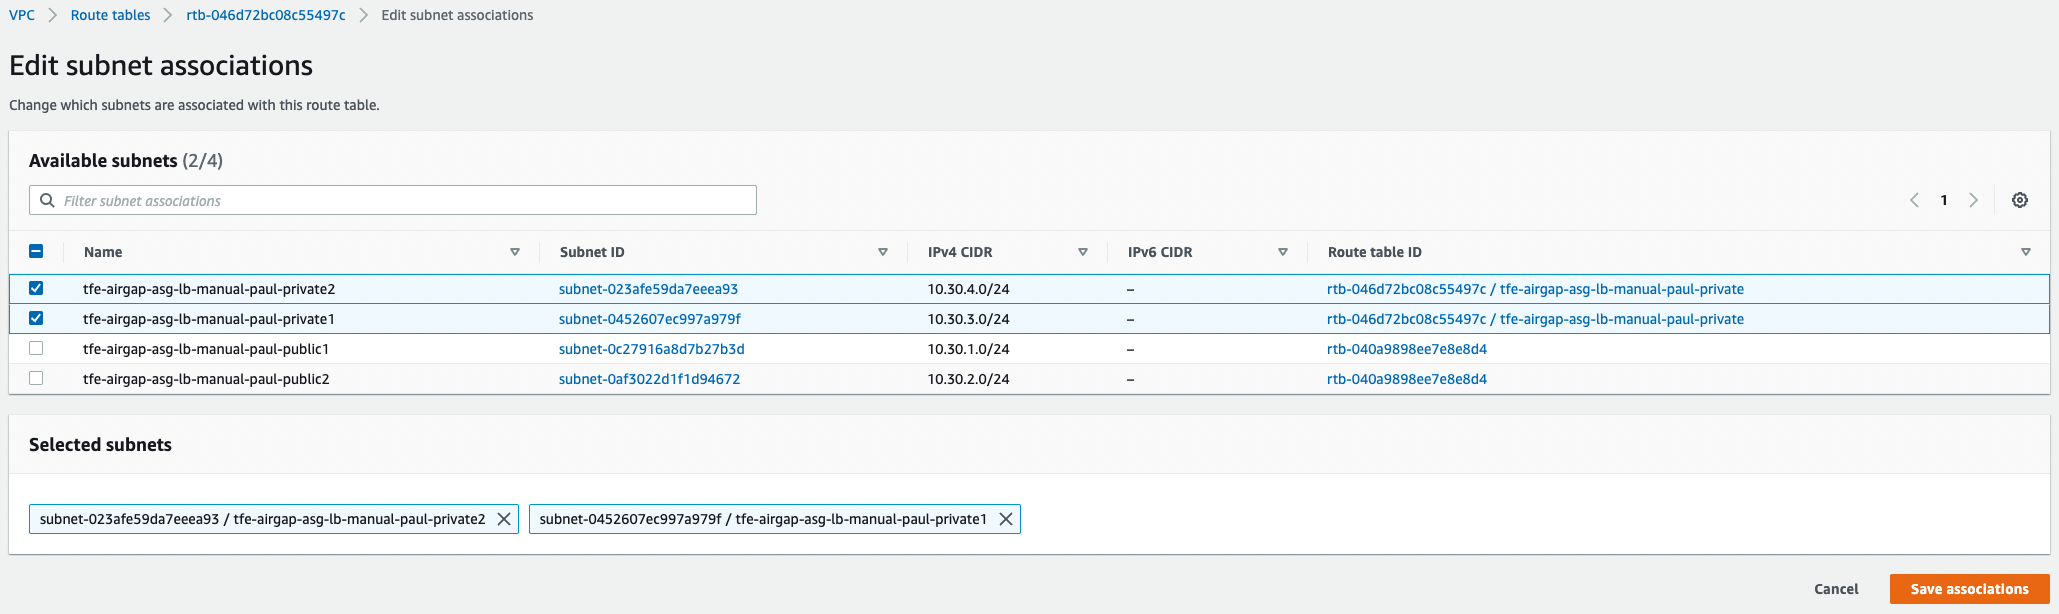 VPC > Route tables > rtb-046d72bc08c55497c > Edit subnet associations
Edit subnet associations
Change which subnets are associated with this route table.
Available subnets (2/4)
Filter subnet associations
1
Name Subnet ID IPv4 CIDR IPv6 CIDR Route table ID
tfe-airgap-asg-lb-manual-paul-private2 subnet-023afe59da7eeea93 10.30.4.0/24 – rtb-046d72bc08c55497c / tfe-airgap-asg-lb-manual-paul-private
tfe-airgap-asg-lb-manual-paul-private1 subnet-0452607ec997a979f 10.30.3.0/24 – rtb-046d72bc08c55497c / tfe-airgap-asg-lb-manual-paul-private
tfe-airgap-asg-lb-manual-paul-public1 subnet-0c27916a8d7b27b3d 10.30.1.0/24 – rtb-040a9898ee7e8e8d4
tfe-airgap-asg-lb-manual-paul-public2 subnet-0af3022d1f1d94672 10.30.2.0/24 – rtb-040a9898ee7e8e8d4
Selected subnets
subnet-023afe59da7eeea93 / tfe-airgap-asg-lb-manual-paul-private2 subnet-0452607ec997a979f / tfe-airgap-asg-lb-manual-paul-private1
Cancel Save associations